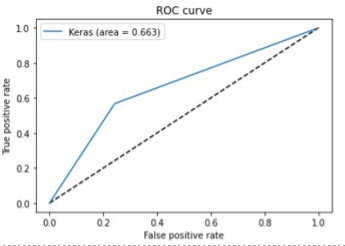 ROC curve
Keras (area = 0.663)
True positive rate
1.0
0.8
0.6
0.4
0.2
0.0
0.0 0.2 0.4 0.6 0.8 1.0
False positive rate